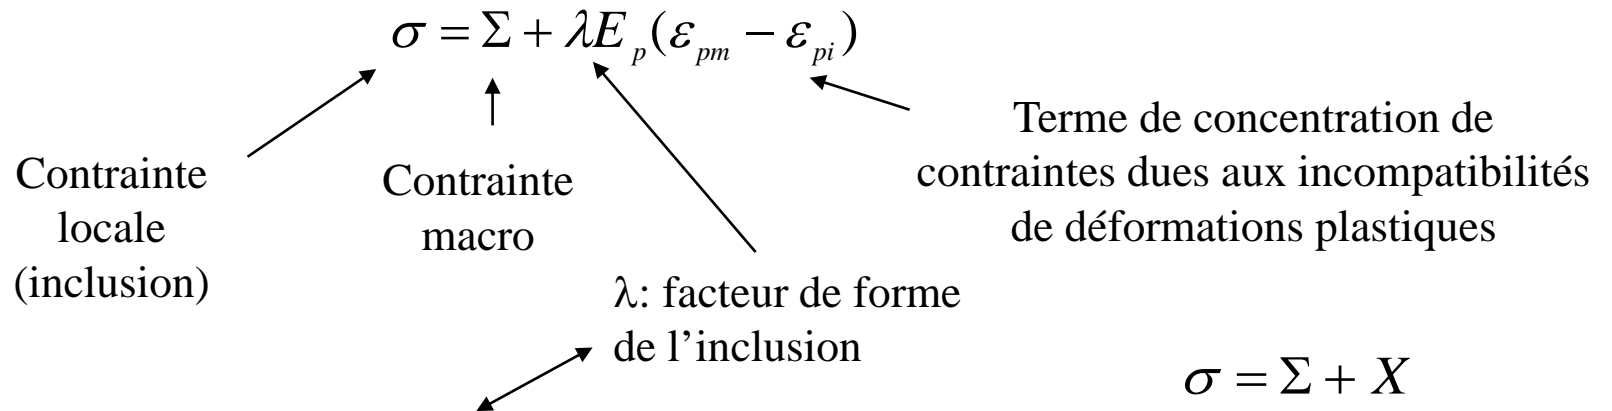 σ = Σ + λE_p(ε_pm − ε_pi)
Terme de concentration de
contraintes dues aux incompatibilités
de déformations plastiques
Contrainte
locale
(inclusion)
Contrainte
macro
λ: facteur de forme
de l’inclusion
σ = Σ + X